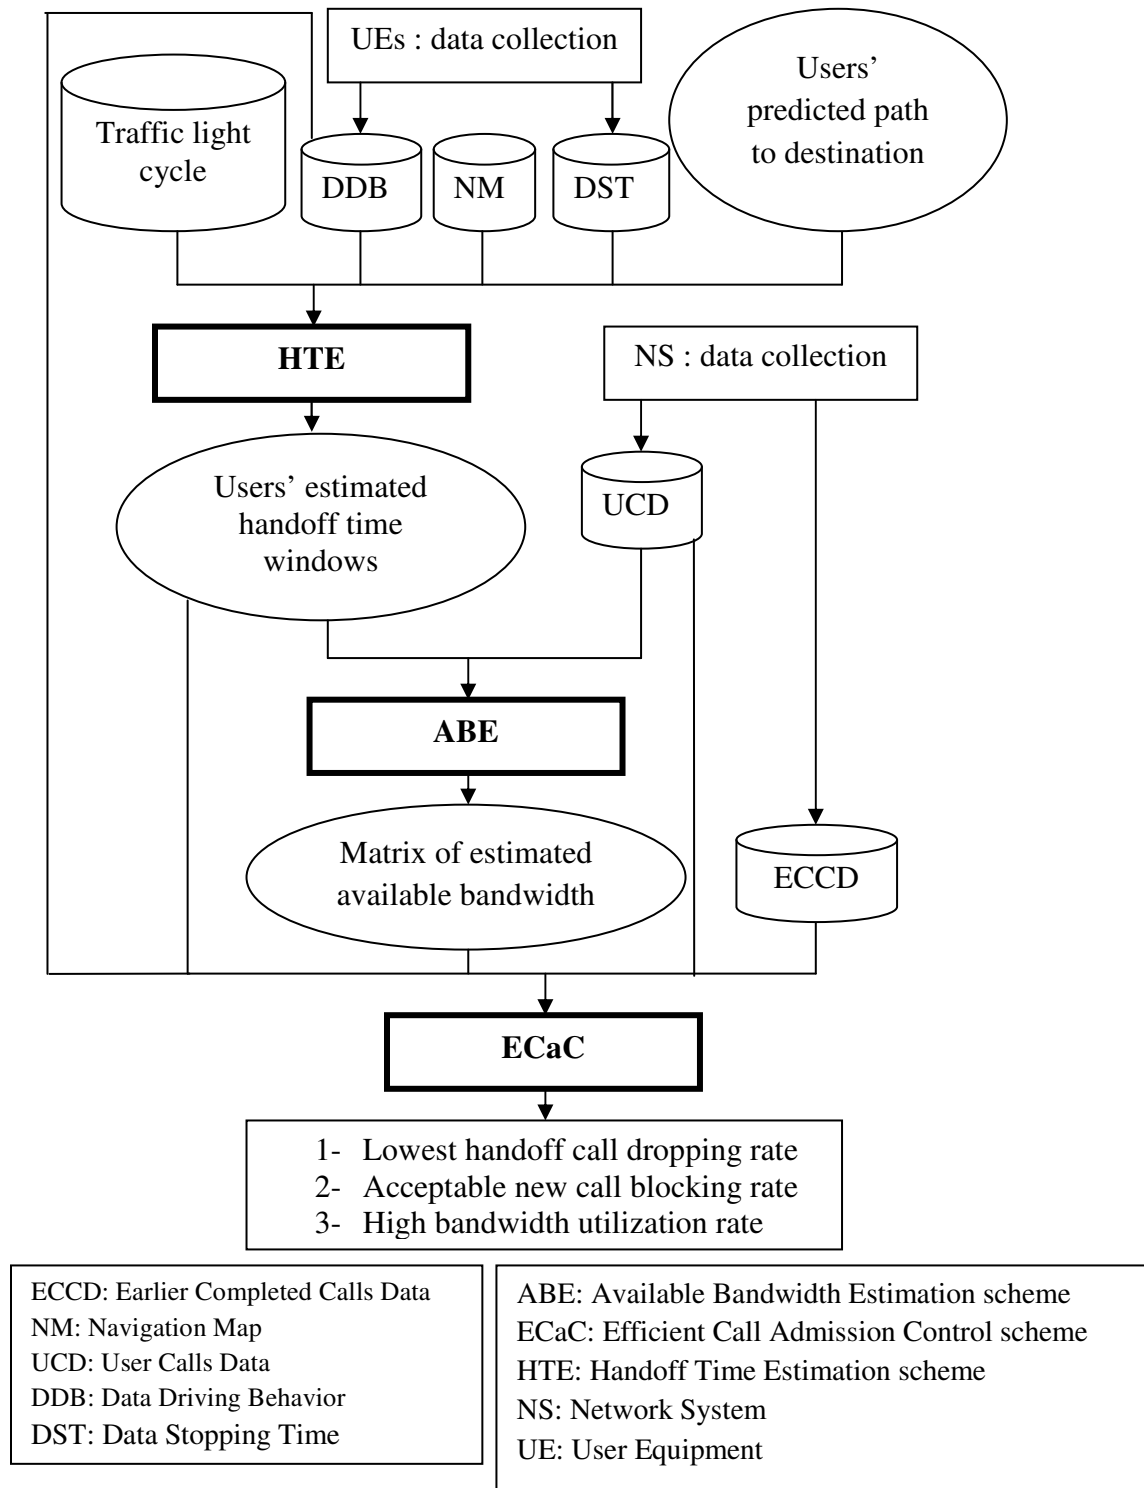 UEs : data collection
Users’
predicted path
to destination
Traffic light
cycle
DDB
NM
DST
HTE
NS : data collection
Users’ estimated
handoff time
windows
UCD
ABE
Matrix of estimated
available bandwidth
ECCD
ECaC
1- Lowest handoff call dropping rate
2- Acceptable new call blocking rate
3- High bandwidth utilization rate
ECCD: Earlier Completed Calls Data
NM: Navigation Map
UCD: User Calls Data
DDB: Data Driving Behavior
DST: Data Stopping Time
ABE: Available Bandwidth Estimation scheme
ECaC: Efficient Call Admission Control scheme
HTE: Handoff Time Estimation scheme
NS: Network System
UE: User Equipment